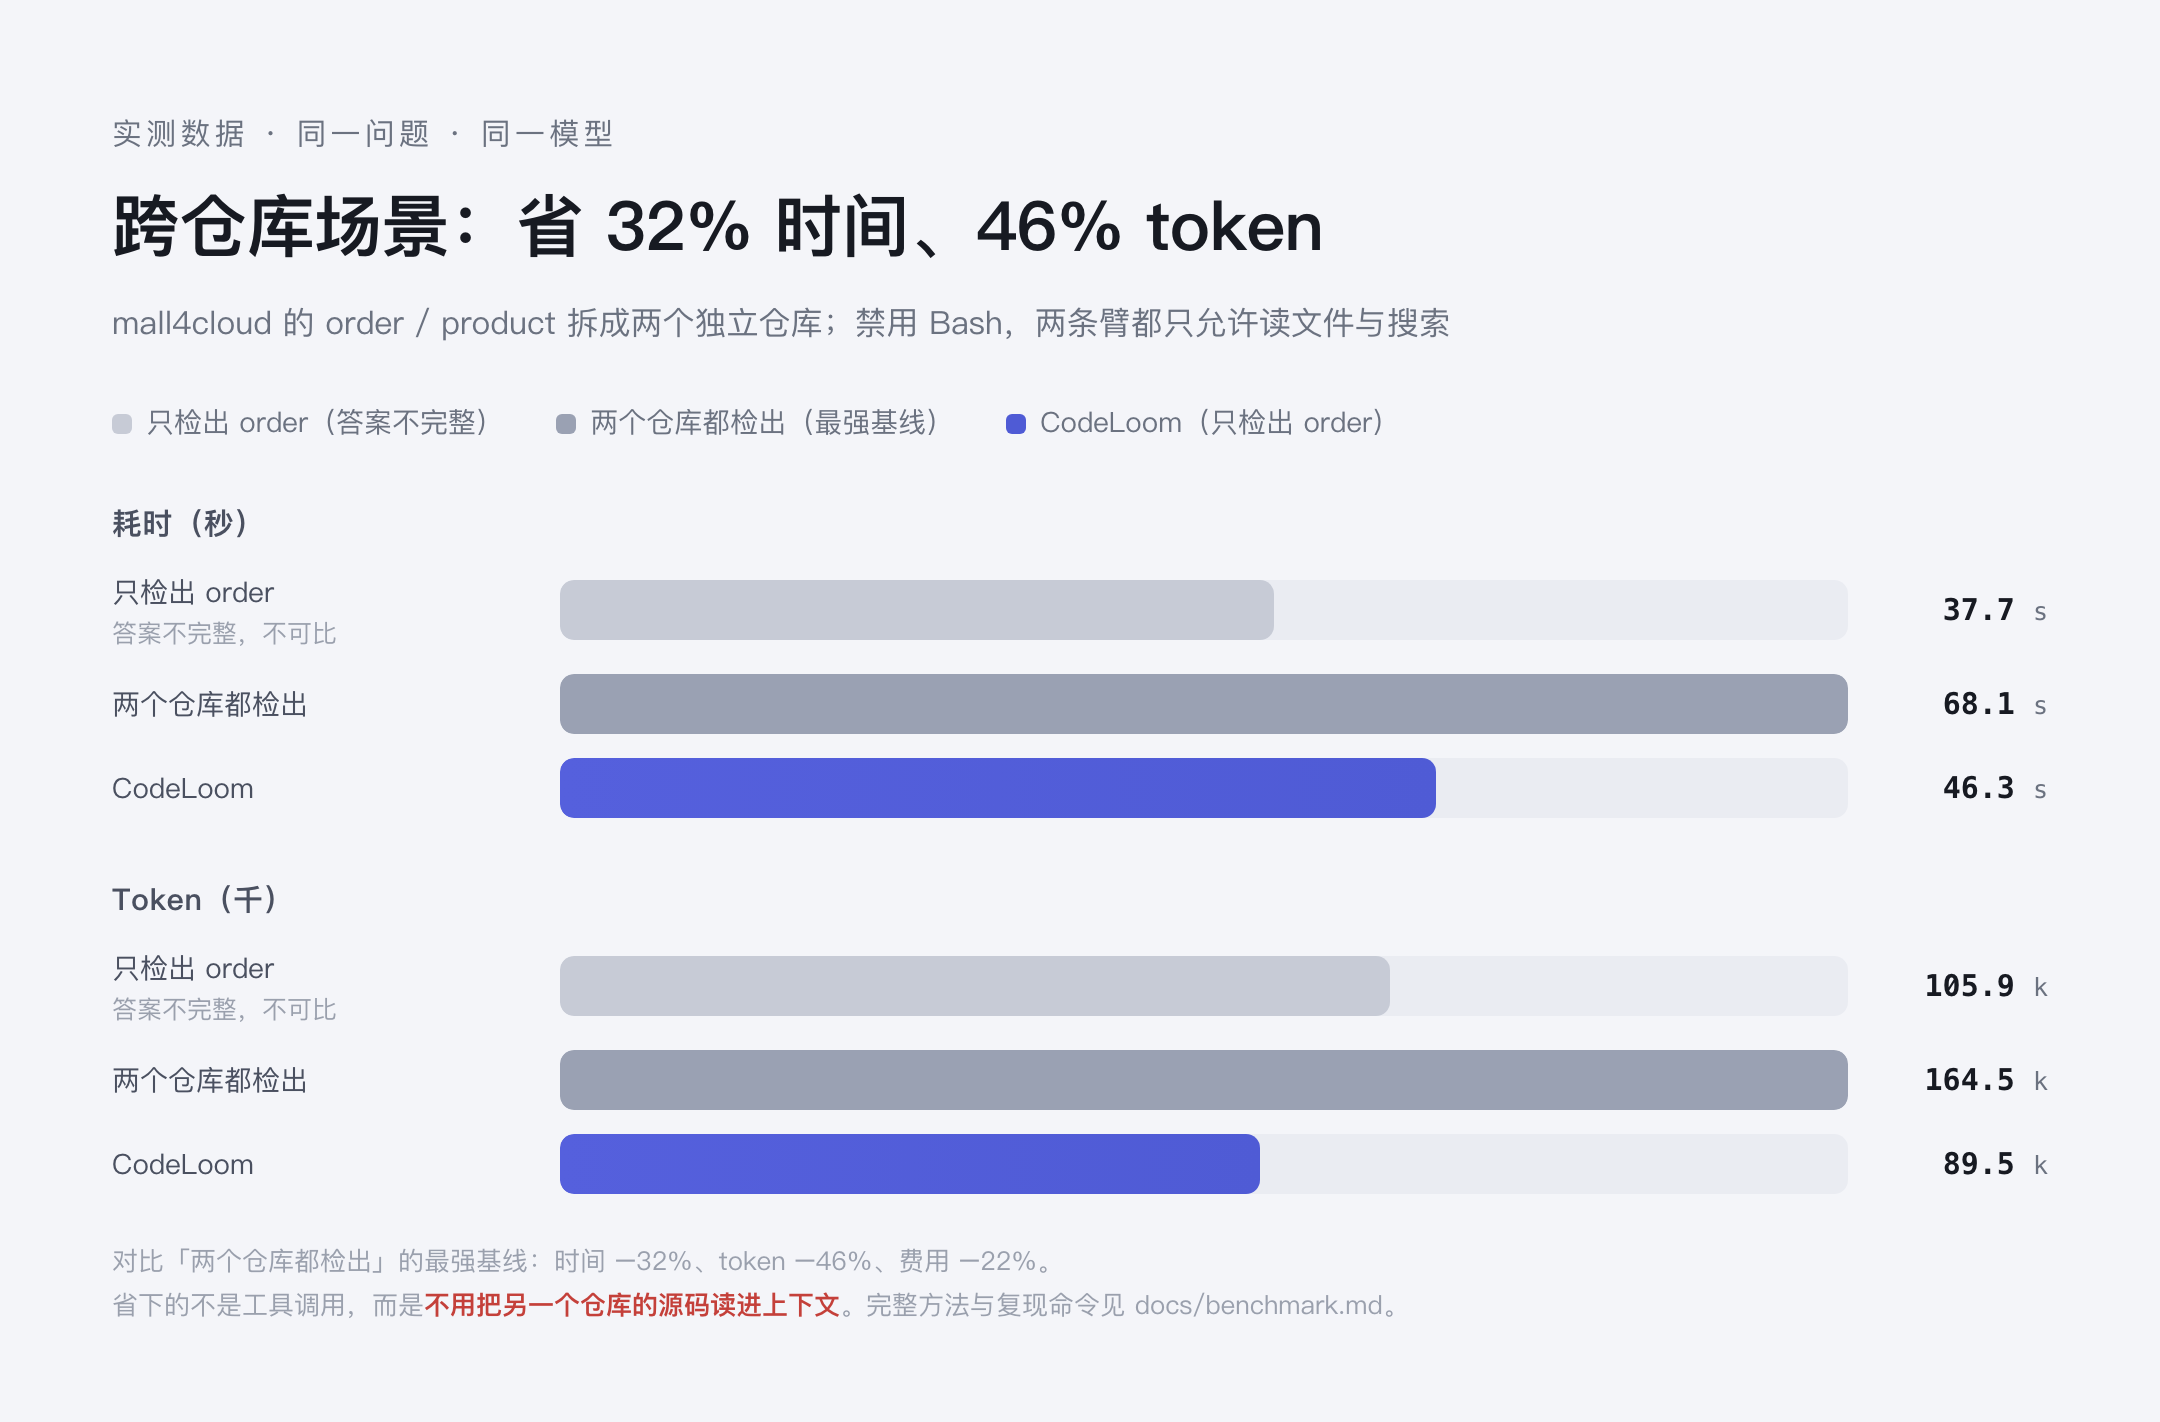 实测数据 · 同一问题 · 同一模型
跨仓库场景：省 32% 时间、46% token
mall4cloud 的 order / product 拆成两个独立仓库；禁用 Bash，两条臂都只允许读文件与搜索
只检出 order（答案不完整） 两个仓库都检出（最强基线） CodeLoom（只检出 order）
耗时（秒）
只检出 order
答案不完整，不可比
37.7 s
两个仓库都检出 68.1 s
CodeLoom 46.3 s
Token（千）
只检出 order
答案不完整，不可比
105.9 k
两个仓库都检出 164.5 k
CodeLoom 89.5 k
对比「两个仓库都检出」的最强基线：时间 −32%、token −46%、费用 −22%。
省下的不是工具调用，而是不用把另一个仓库的源码读进上下文。完整方法与复现命令见 docs/benchmark.md。